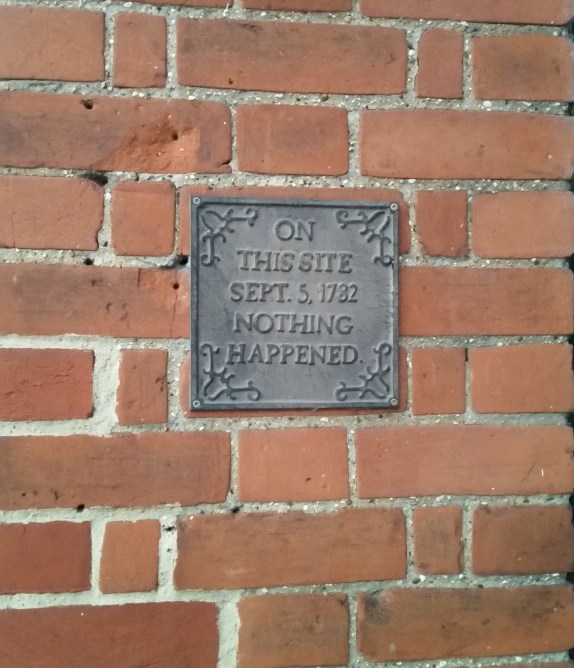 ON
THIS SITE
SEPT. 5, 1782
NOTHING
HAPPENED.